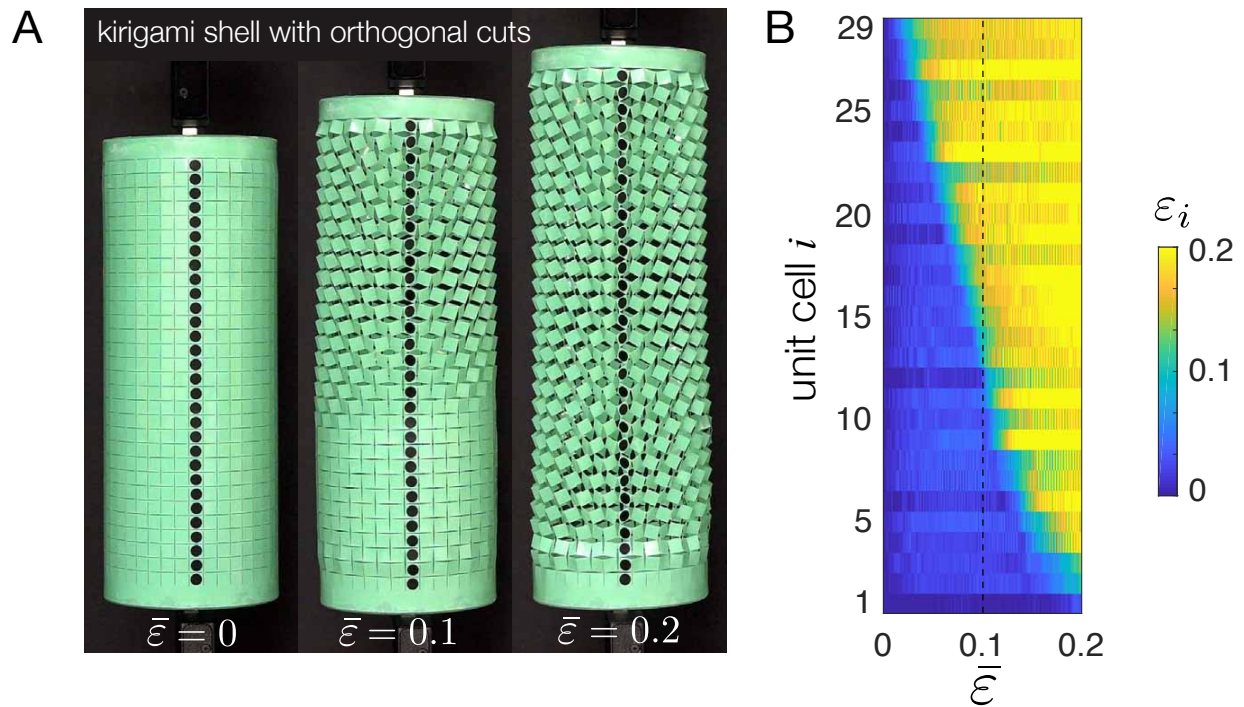 A
kirigami shell with orthogonal cuts
ε̅ = 0
ε̅ = 0.1
ε̅ = 0.2
B
29
25
20
15
10
5
1
unit cell i
0
0.1
0.2
ε̅
εᵢ
0.2
0.1
0